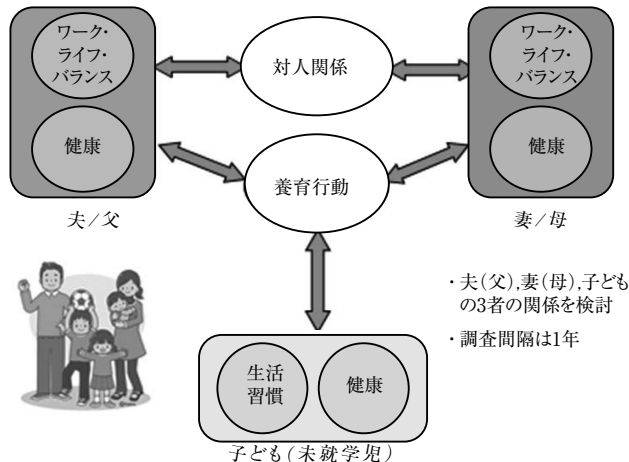 ワーク・
ライフ・
バランス
健康
夫/父
対人関係
養育行動
ワーク・
ライフ・
バランス
健康
妻/母
・夫(父),妻(母),子ども
の3者の関係を検討
・調査間隔は1年
生活
習慣
健康
子ども(未就学児)